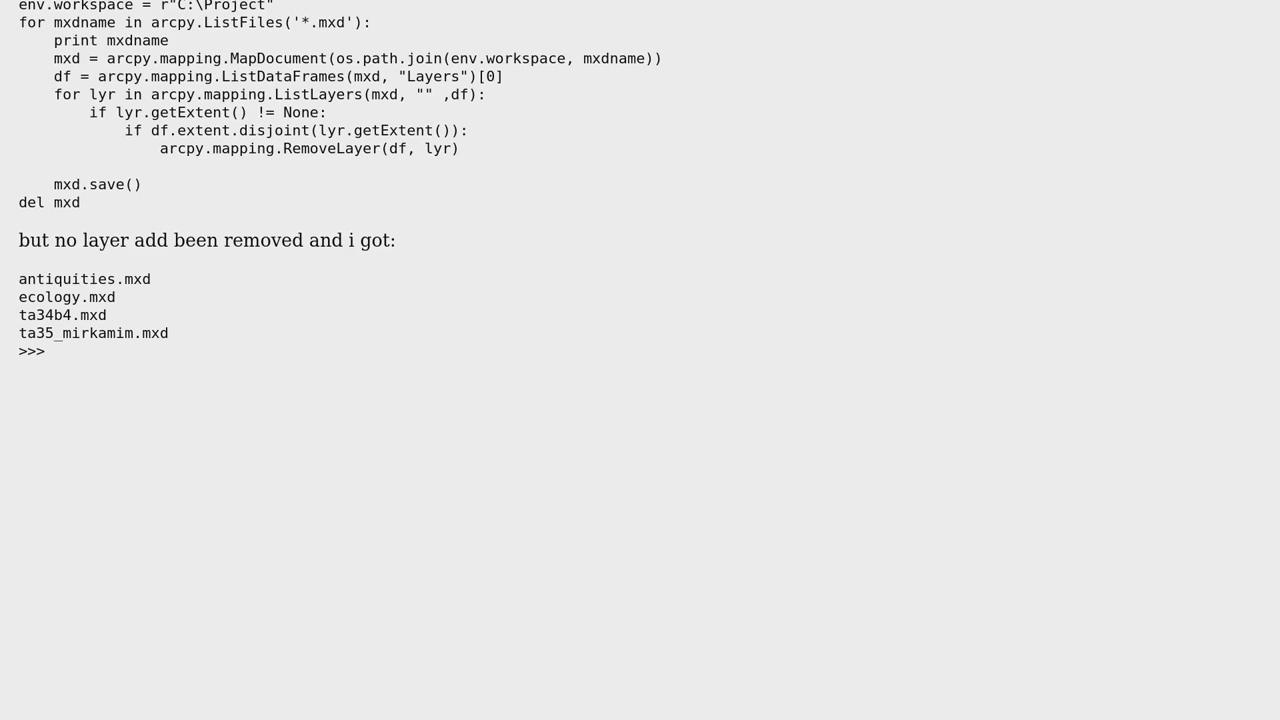 env.workspace = r"C:\Project"
for mxdname in arcpy.ListFiles('*.mxd'):
    print mxdname
    mxd = arcpy.mapping.MapDocument(os.path.join(env.workspace, mxdname))
    df = arcpy.mapping.ListDataFrames(mxd, "Layers")[0]
    for lyr in arcpy.mapping.ListLayers(mxd, "" ,df):
        if lyr.getExtent() != None:
            if df.extent.disjoint(lyr.getExtent()):
                arcpy.mapping.RemoveLayer(df, lyr)
    mxd.save()
del mxd
but no layer add been removed and i got:
antiquities.mxd
ecology.mxd
ta34b4.mxd
ta35_mirkamim.mxd
>>>